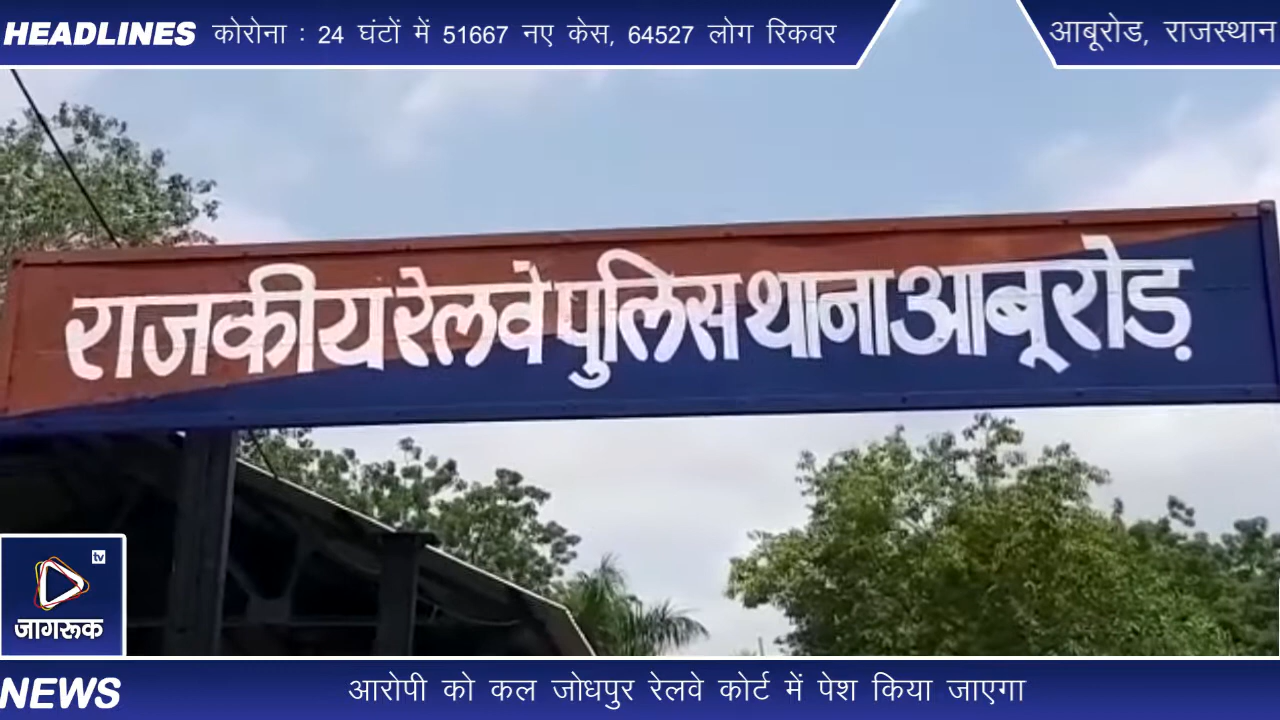 HEADLINES कोरोना : 24 घंटों में 51667 नए केस, 64527 लोग रिकवर
आबूरोड, राजस्थान
राजकीय रेलवे पुलिस थाना आबूरोड़
tv
जागरूक
NEWS आरोपी को कल जोधपुर रेलवे कोर्ट में पेश किया जाएगा